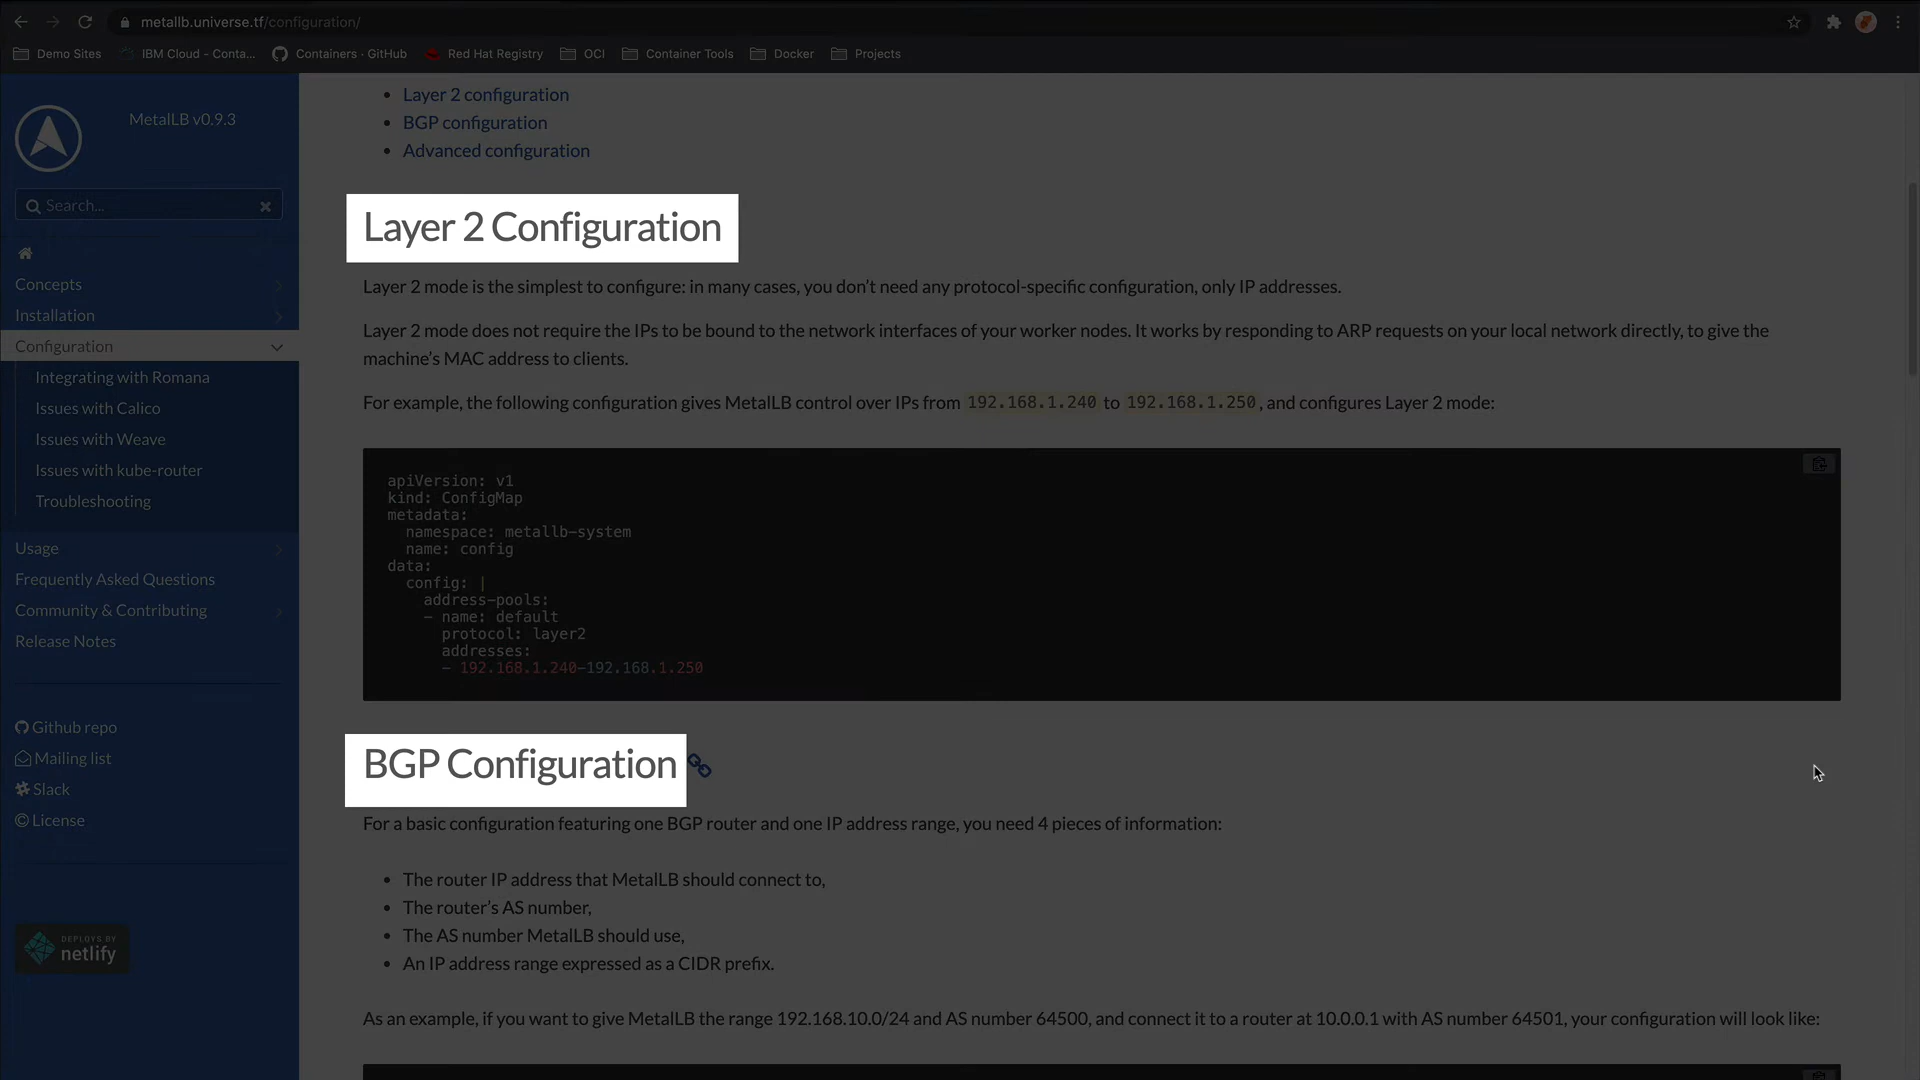 metallb.universe.tf/configuration/
Demo Sites
IBM Cloud - Conta...
Containers · GitHub
Red Hat Registry
OCI
Container Tools
Docker
Projects
MetalLB v0.9.3
Search...
Concepts
Installation
Configuration
Integrating with Romana
Issues with Calico
Issues with Weave
Issues with kube-router
Troubleshooting
Usage
Frequently Asked Questions
Community & Contributing
Release Notes
Github repo
Mailing list
Slack
License
DEPLOYS BY
netlify
Layer 2 configuration
BGP configuration
Advanced configuration
Layer 2 Configuration
Layer 2 mode is the simplest to configure: in many cases, you don’t need any protocol-specific configuration, only IP addresses.
Layer 2 mode does not require the IPs to be bound to the network interfaces of your worker nodes. It works by responding to ARP requests on your local network directly, to give the
machine’s MAC address to clients.
For example, the following configuration gives MetalLB control over IPs from 192.168.1.240 to 192.168.1.250, and configures Layer 2 mode:
apiVersion: v1
kind: ConfigMap
metadata:
  namespace: metallb-system
  name: config
data:
  config: |
    address-pools:
    - name: default
      protocol: layer2
      addresses:
      - 192.168.1.240-192.168.1.250
BGP Configuration
For a basic configuration featuring one BGP router and one IP address range, you need 4 pieces of information:
The router IP address that MetalLB should connect to,
The router’s AS number,
The AS number MetalLB should use,
An IP address range expressed as a CIDR prefix.
As an example, if you want to give MetalLB the range 192.168.10.0/24 and AS number 64500, and connect it to a router at 10.0.0.1 with AS number 64501, your configuration will look like: